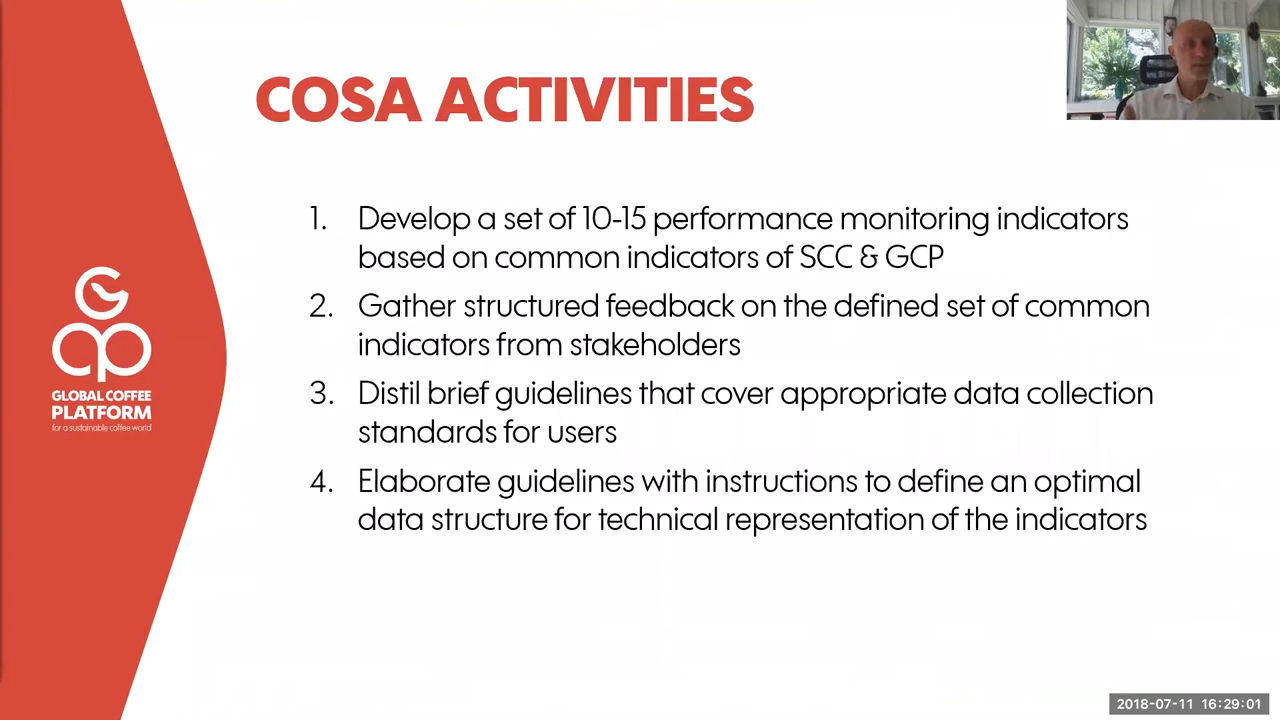 COSA ACTIVITIES
1. Develop a set of 10-15 performance monitoring indicators
based on common indicators of SCC & GCP
2. Gather structured feedback on the defined set of common
indicators from stakeholders
3. Distil brief guidelines that cover appropriate data collection
standards for users
4. Elaborate guidelines with instructions to define an optimal
data structure for technical representation of the indicators
GCP
GLOBAL COFFEE
PLATFORM
for a sustainable coffee world
2018-07-11 16:29:01